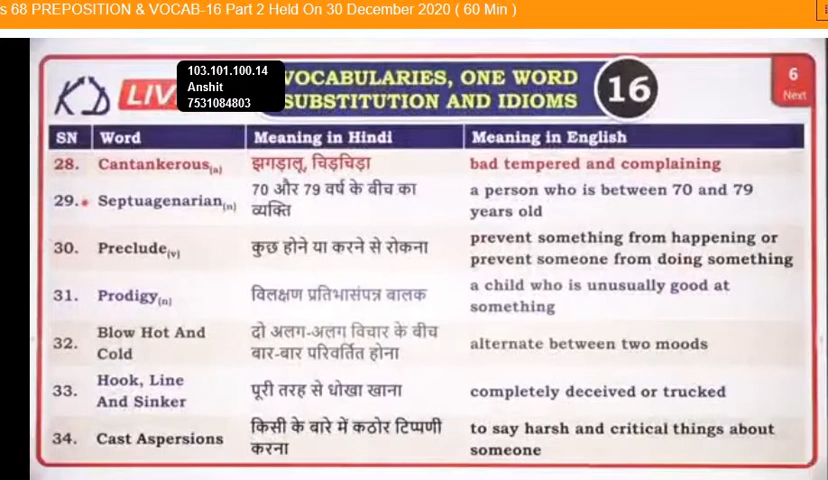 s 68 PREPOSITION & VOCAB-16 Part 2 Held On 30 December 2020 ( 60 Min )
103.101.100.14
Anshit
7531084803
KD LIV
VOCABULARIES, ONE WORD
SUBSTITUTION AND IDIOMS
16
6
Next
SN Word Meaning in Hindi Meaning in English
28. Cantankerous(a) झगड़ालू, चिड़चिड़ा bad tempered and complaining
29. Septuagenarian(n) 70 और 79 वर्ष के बीच का व्यक्ति a person who is between 70 and 79 years old
30. Preclude(v) कुछ होने या करने से रोकना prevent something from happening or prevent someone from doing something
31. Prodigy(n) विलक्षण प्रतिभासंपन्न बालक a child who is unusually good at something
32. Blow Hot And Cold दो अलग-अलग विचार के बीच बार-बार परिवर्तित होना alternate between two moods
33. Hook, Line And Sinker पूरी तरह से धोखा खाना completely deceived or trucked
34. Cast Aspersions किसी के बारे में कठोर टिप्पणी करना to say harsh and critical things about someone